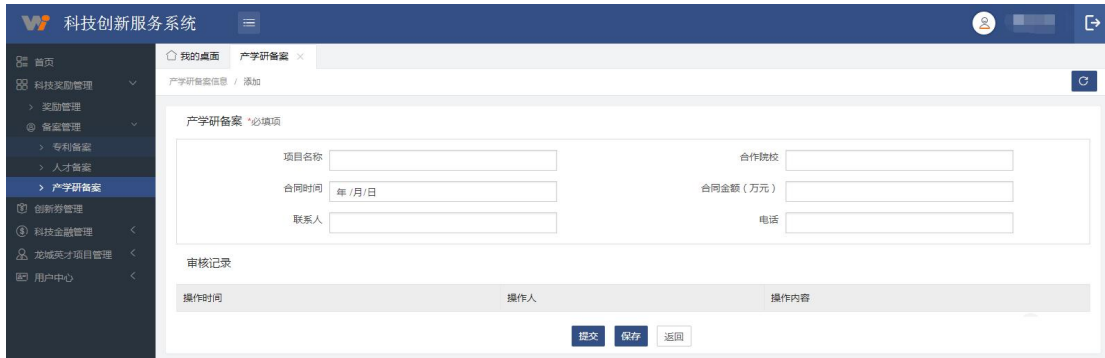 科技创新服务系统
首页
科技奖励管理
奖励管理
备案管理
专利备案
人才备案
产学研备案
创新券管理
科技金融管理
龙城英才项目管理
用户中心
我的桌面 产学研备案 ×
产学研备案信息 / 添加
产学研备案 *必填项
项目名称 合作院校
合同时间 年 /月/日 合同金额（万元）
联系人 电话
审核记录
操作时间 操作人 操作内容
提交 保存 返回